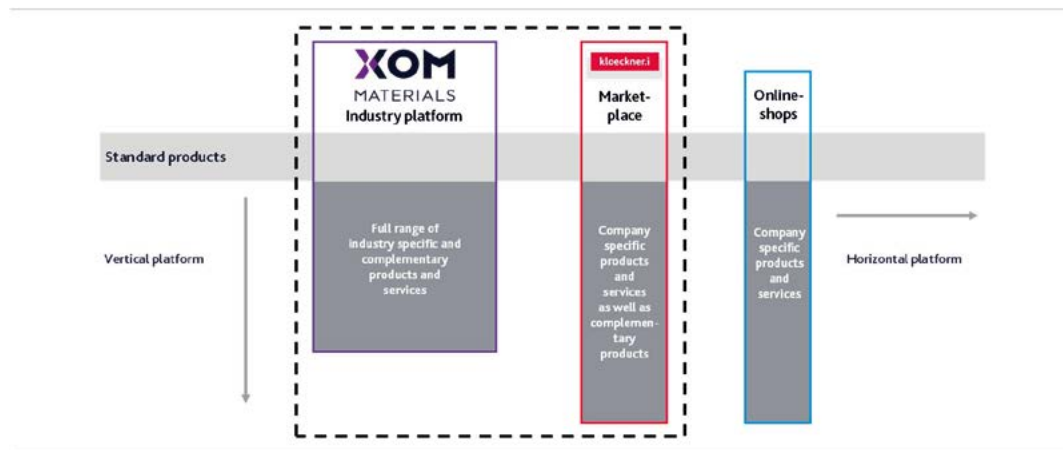 XOM
MATERIALS
Industry platform
kloeckner.i
Market-
place
Online-
shops
Standard products
Vertical platform
Full range of
industry specific and
complementary
products and
services
Company
specific
products
and
services
as well as
complemen-
tary
products
Company
specific
products
and
services
Horizontal platform